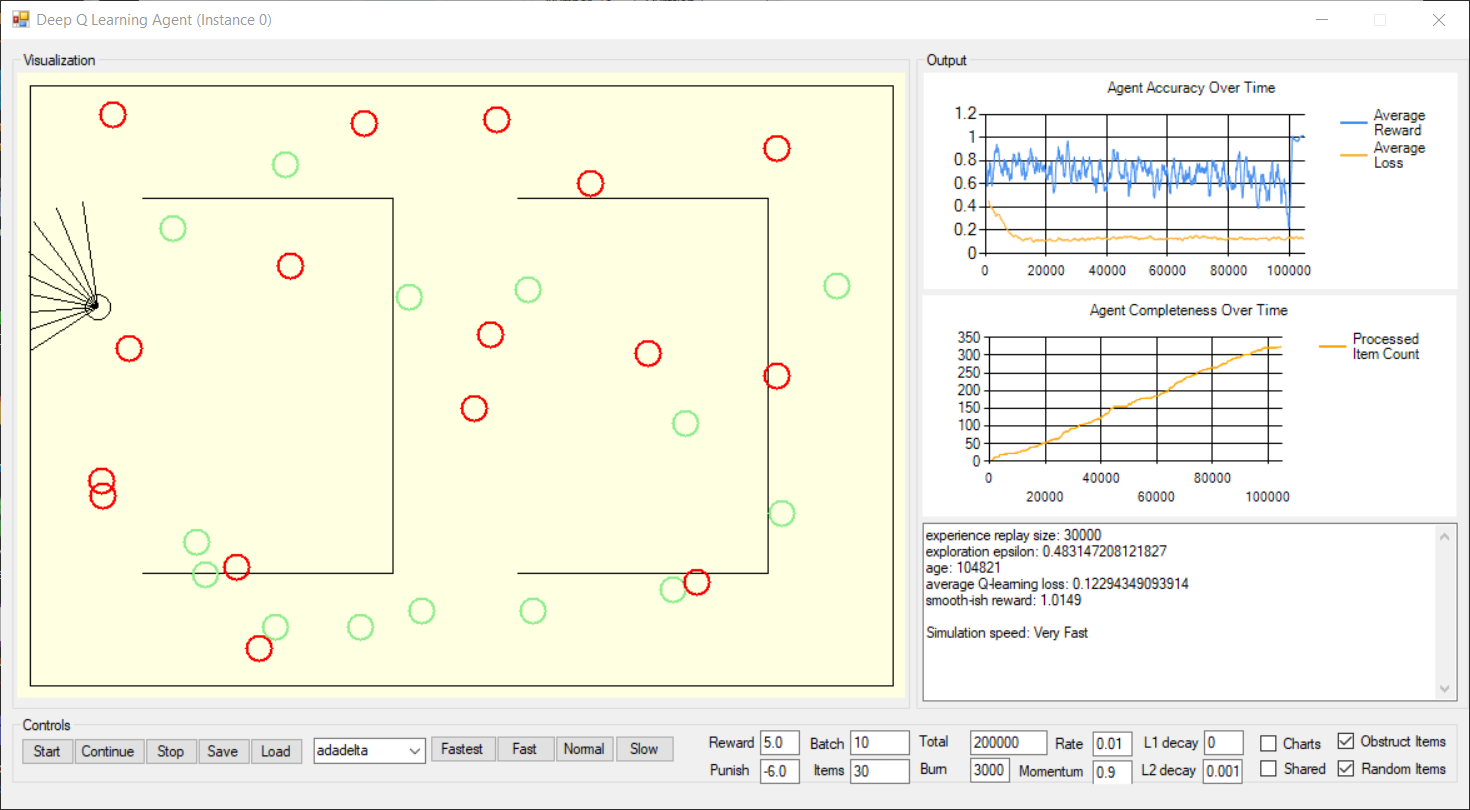 Deep Q Learning Agent (Instance 0)
Visualization
Output
Agent Accuracy Over Time
1.2
1
0.8
0.6
0.4
0.2
0
0 20000 40000 60000 80000 100000
Average
Reward
Average
Loss
Agent Completeness Over Time
350
300
250
200
150
100
50
0
0 40000 80000
20000 60000 100000
Processed
Item Count
experience replay size: 30000
exploration epsilon: 0.483147208121827
age: 104821
average Q-learning loss: 0.12294349093914
smooth-ish reward: 1.0149
Simulation speed: Very Fast
Controls
Start Continue Stop Save Load adadelta Fastest Fast Normal Slow
Reward 5.0 Batch 10 Total 200000 Rate 0.01 L1 decay 0 Charts Obstruct Items
Punish -6.0 Items 30 Burn 3000 Momentum 0.9 L2 decay 0.001 Shared Random Items